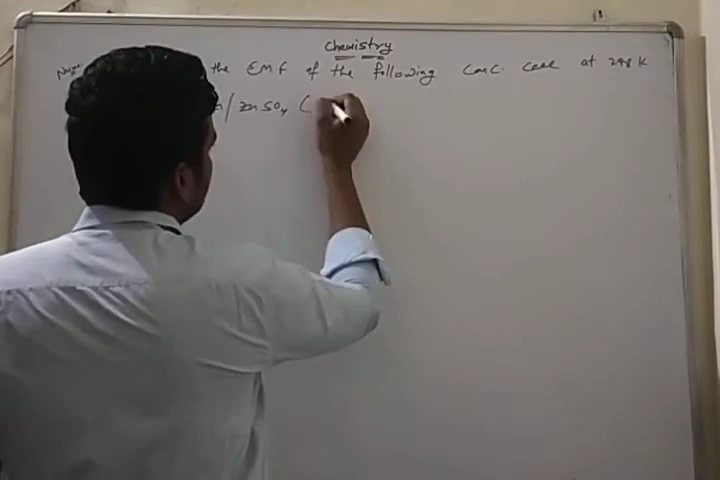 Chemistry
the EMF of the following Conc. Cell at 298 K
/ ZnSO4 (